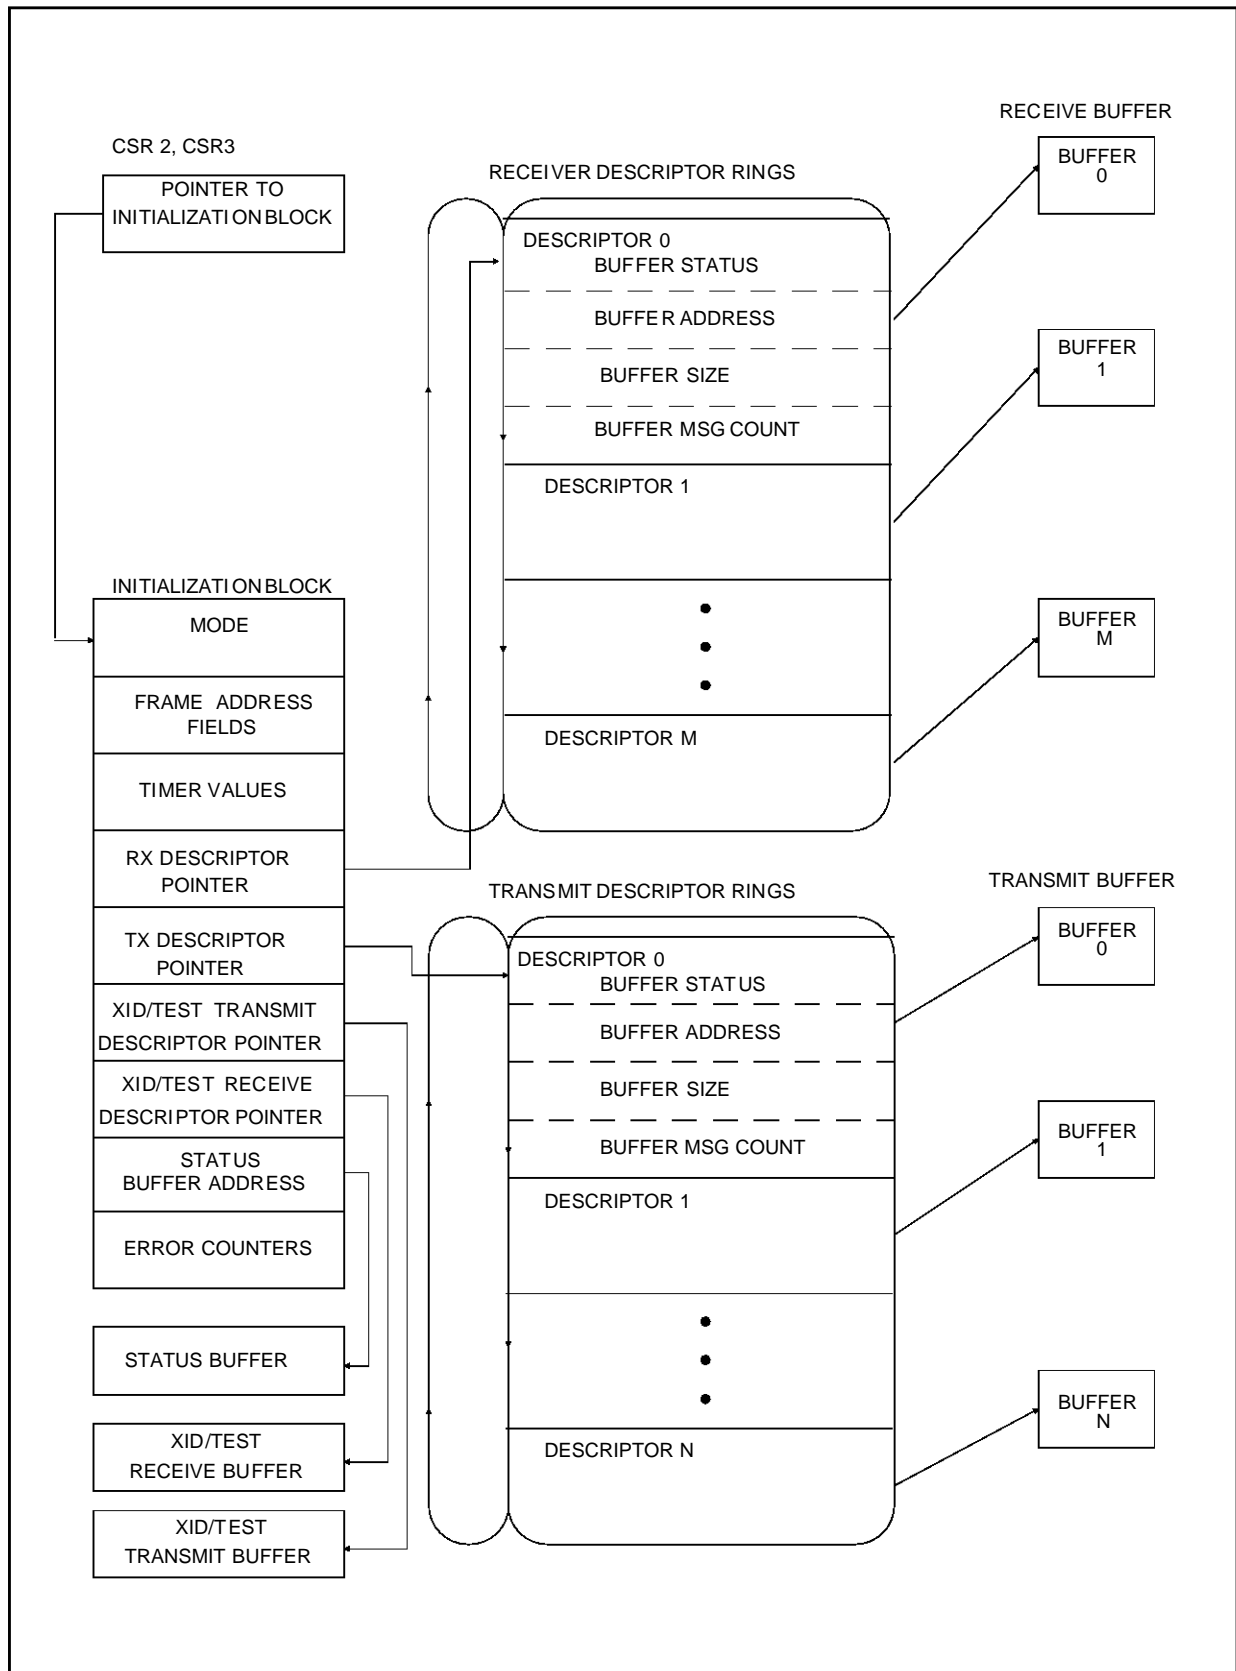 CSR 2, CSR3
POINTER TO
INITIALIZATION BLOCK
INITIALIZATION BLOCK
MODE
FRAME ADDRESS
FIELDS
TIMER VALUES
RX DESCRIPTOR
POINTER
TX DESCRIPTOR
POINTER
XID/TEST TRANSMIT
DESCRIPTOR POINTER
XID/TEST RECEIVE
DESCRIPTOR POINTER
STATUS
BUFFER ADDRESS
ERROR COUNTERS
STATUS BUFFER
XID/TEST
RECEIVE BUFFER
XID/TEST
TRANSMIT BUFFER
RECEIVER DESCRIPTOR RINGS
DESCRIPTOR 0
BUFFER STATUS
BUFFER ADDRESS
BUFFER SIZE
BUFFER MSG COUNT
DESCRIPTOR 1
DESCRIPTOR M
RECEIVE BUFFER
BUFFER
0
BUFFER
1
BUFFER
M
TRANSMIT DESCRIPTOR RINGS
DESCRIPTOR 0
BUFFER STATUS
BUFFER ADDRESS
BUFFER SIZE
BUFFER MSG COUNT
DESCRIPTOR 1
DESCRIPTOR N
TRANSMIT BUFFER
BUFFER
0
BUFFER
1
BUFFER
N